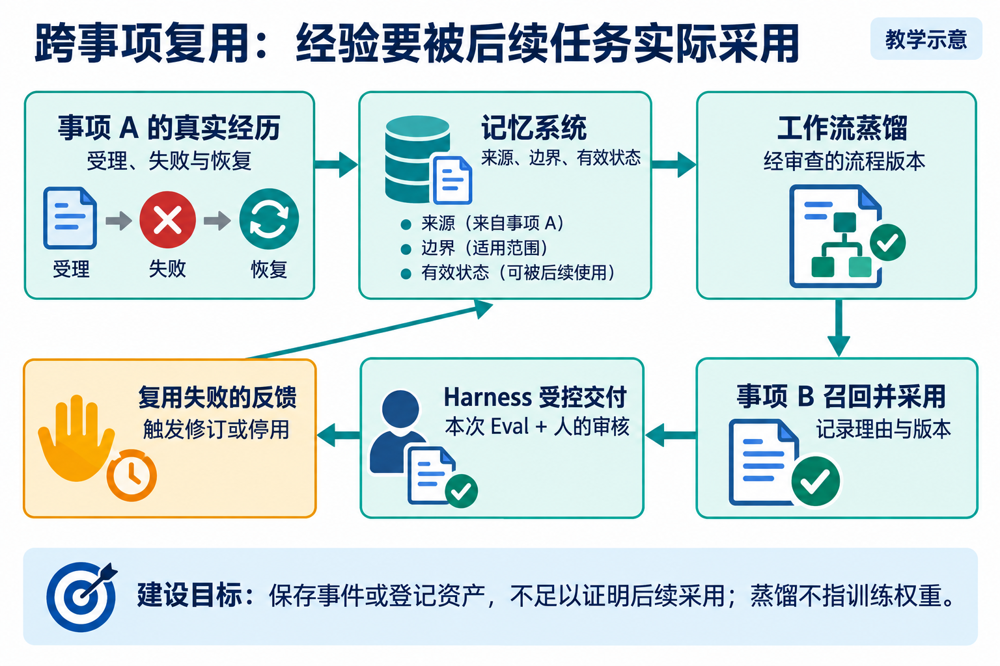 跨事项复用：经验要被后续任务实际采用
教学示意
事项 A 的真实经历
受理、失败与恢复
受理
失败
恢复
记忆系统
来源、边界、有效状态
来源（来自事项 A）
边界（适用范围）
有效状态（可被后续使用）
工作流蒸馏
经审查的流程版本
复用失败的反馈
触发修订或停用
Harness 受控交付
本次 Eval + 人的审核
事项 B 召回并采用
记录理由与版本
建设目标：保存事件或登记资产，不足以证明后续采用；蒸馏不指训练权重。